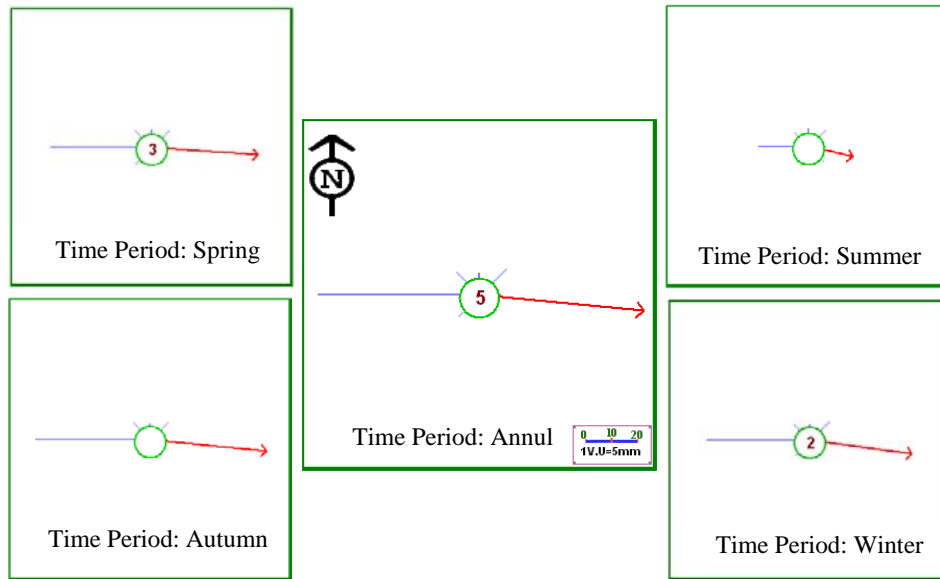 3
Time Period: Spring
Time Period: Summer
N
5
Time Period: Annul
0 10 20
1V.U=5mm
Time Period: Autumn
2
Time Period: Winter